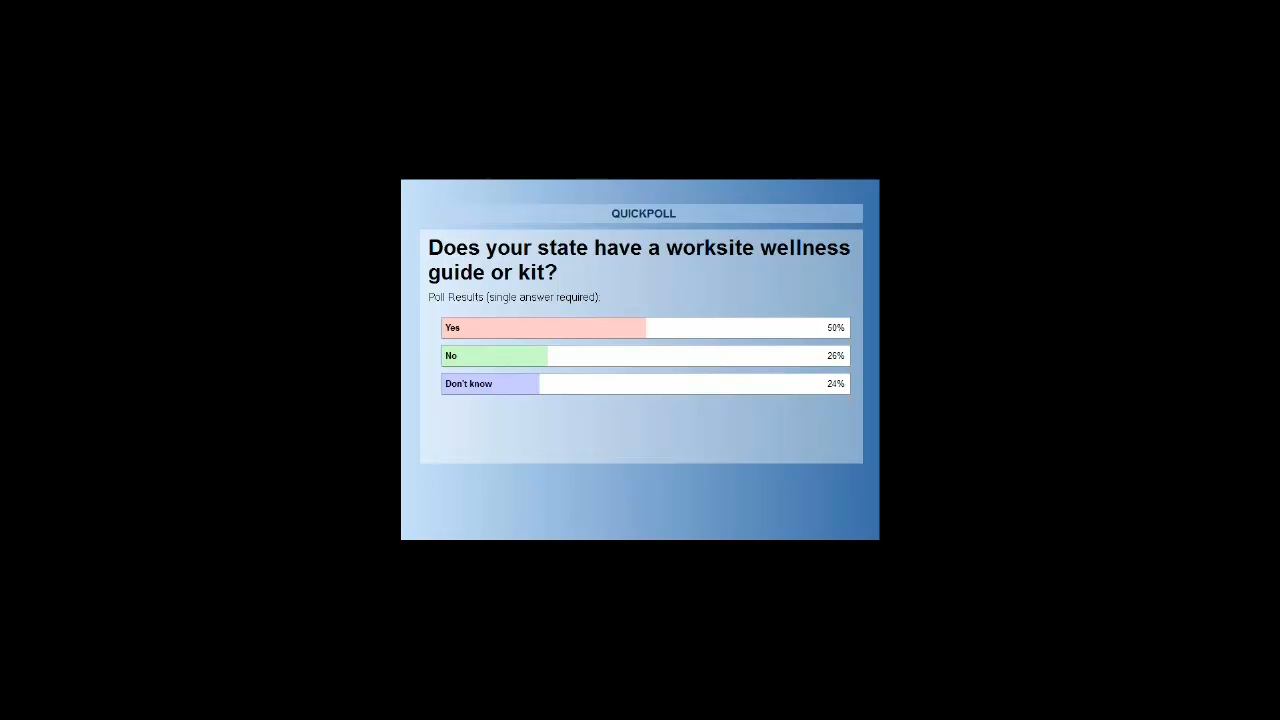 QUICKPOLL
Does your state have a worksite wellness
guide or kit?
Poll Results (single answer required):
Yes 50%
No 26%
Don't know 24%